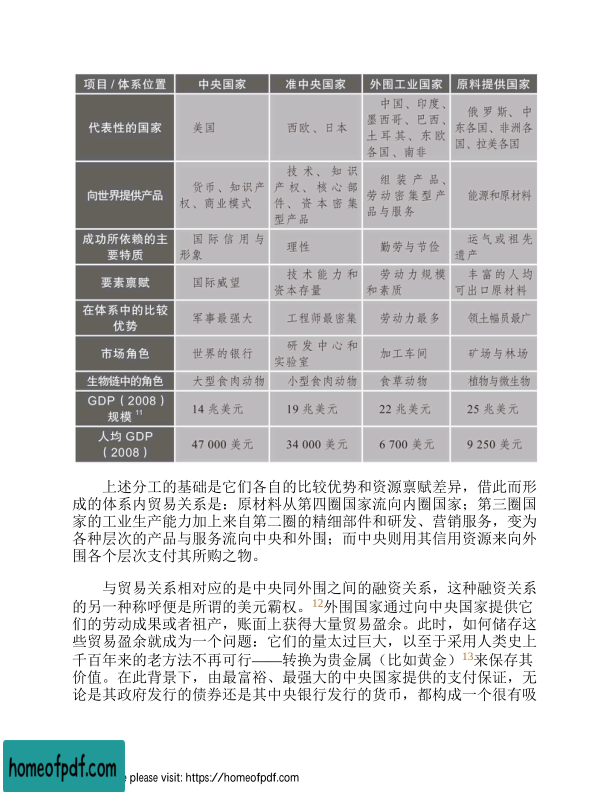 项目/体系位置 中央国家 准中央国家 外围工业国家 原料提供国家
代表性的国家 美国 西欧、日本 中国、印度、墨西哥、巴西、土耳其、东欧各国、南非 俄罗斯、中东各国、非洲各国、拉美各国
向世界提供产品 货币、知识产权、商业模式 技术、知识产权、核心部件、资本密集型产品 组装产品、劳动密集型产品与服务 能源和原材料
成功所依赖的主要特质 国际信用与形象 理性 勤劳与节俭 运气或祖先遗产
要素禀赋 国际威望 技术能力和资本存量 劳动力规模和素质 丰富的人均可出口原材料
在体系中的比较优势 军事最强大 工程师最密集 劳动力最多 领土幅员最广
市场角色 世界的银行 研发中心和实验室 加工车间 矿场与林场
生物链中的角色 大型食肉动物 小型食肉动物 食草动物 植物与微生物
GDP（2008）规模 11 14 兆美元 19 兆美元 22 兆美元 25 兆美元
人均 GDP（2008） 47 000 美元 34 000 美元 6 700 美元 9 250 美元
上述分工的基础是它们各自的比较优势和资源禀赋差异，借此而形
成的体系内贸易关系是：原材料从第四圈国家流向内圈国家；第三圈国
家的工业生产能力加上来自第二圈的精细部件和研发、营销服务，变为
各种层次的产品与服务流向中央和外围；而中央则用其信用资源来向外
围各个层次支付其所购之物。
与贸易关系相对应的是中央同外围之间的融资关系，这种融资关系
的另一种称呼便是所谓的美元霸权。12外围国家通过向中央国家提供它
们的劳动成果或者祖产，账面上获得大量贸易盈余。此时，如何储存这
些贸易盈余就成为一个问题：它们的量太过巨大，以至于采用人类史上
千百年来的老方法不再可行——转换为贵金属（比如黄金）13来保存其
价值。在此背景下，由最富裕、最强大的中央国家提供的支付保证，无
论是其政府发行的债券还是其中央银行发行的货币，都构成一个很有吸
homeofpdf.com
e please visit: https://homeofpdf.com